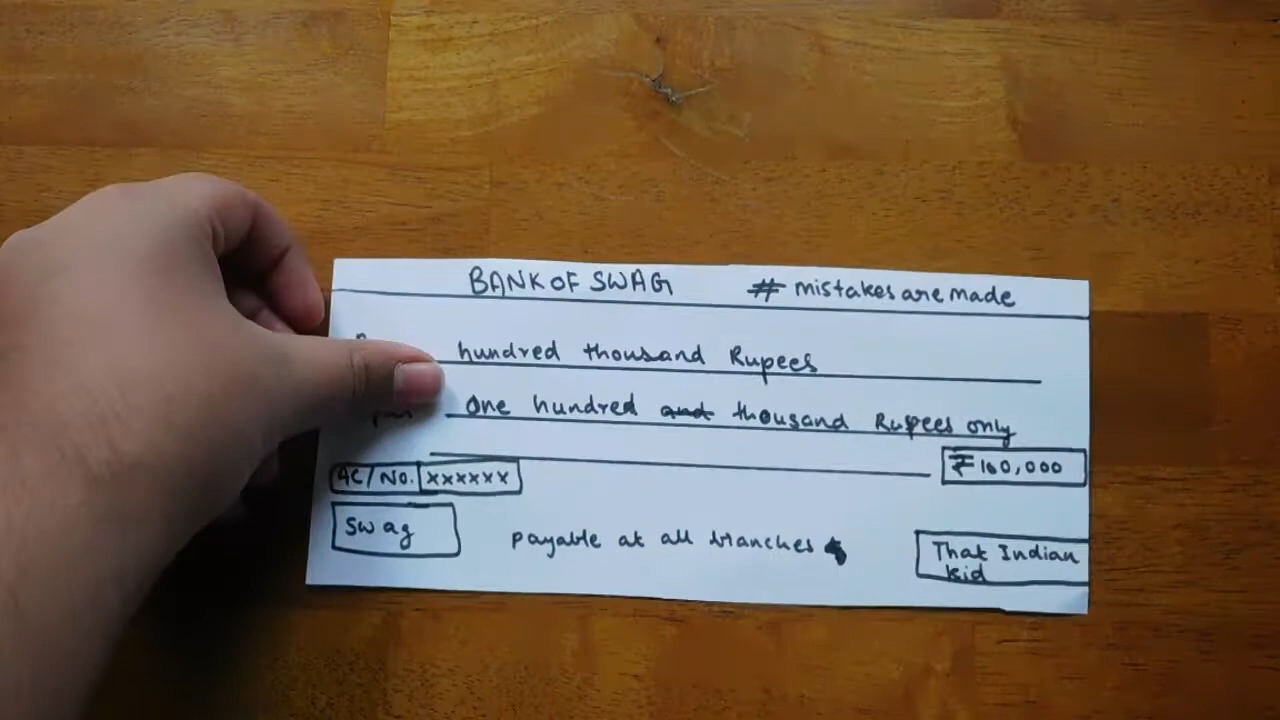 BANK OF SWAG # mistakes are made
hundred thousand Rupees
One hundred and thousand Rupees only
₹ 100,000
AC/NO. xxxxxx
Swag
payable at all branches
That Indian
kid